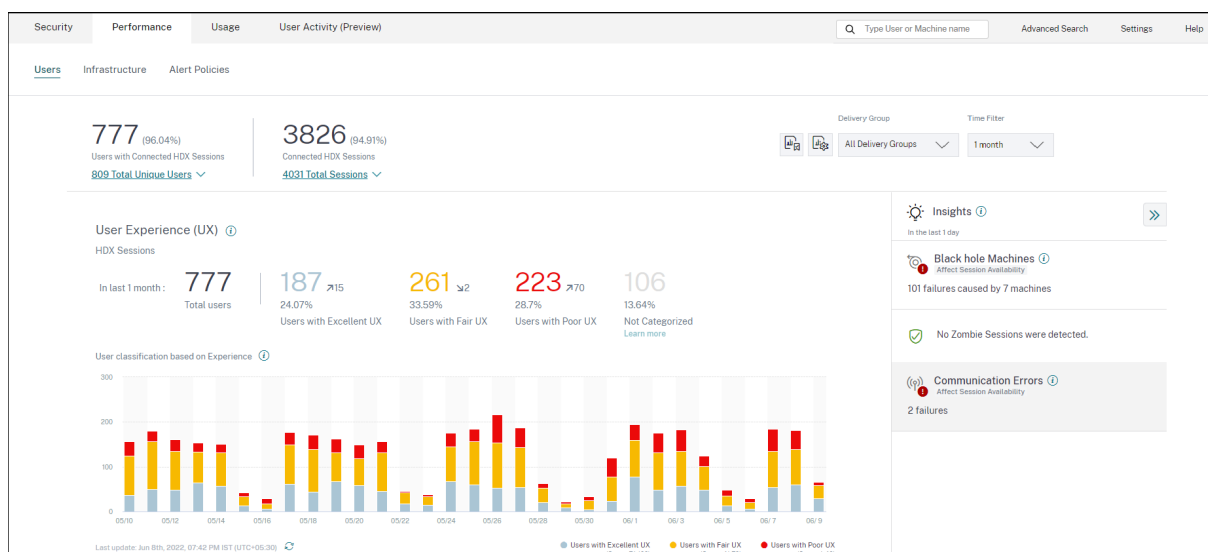 Security Performance Usage User Activity (Preview) Type User or Machine name Advanced Search Settings Help
Users Infrastructure Alert Policies
Delivery Group Time Filter
777 (96.04%) 3826 (94.91%)
All Delivery Groups 1 month
Users with Connected HDX Sessions Connected HDX Sessions
809 Total Unique Users 4031 Total Sessions
User Experience (UX)
HDX Sessions
In last 1 month : 777 187 15 261 2 223 70 106
Total users 24.07% 33.59% 28.7% 13.64%
Users with Excellent UX Users with Fair UX Users with Poor UX Not Categorized
Learn more
User classification based on Experience
300
200
100
0
05/10 05/12 05/14 05/16 05/18 05/20 05/22 05/24 05/26 05/28 05/30 06/1 06/3 06/5 06/7 06/9
Last update: Jun 8th, 2022, 07:42 PM IST (UTC+05:30) Users with Excellent UX Users with Fair UX Users with Poor UX
Insights
In the last 1 day
Black hole Machines
Affect Session Availability
101 failures caused by 7 machines
No Zombie Sessions were detected.
Communication Errors
Affect Session Availability
2 failures